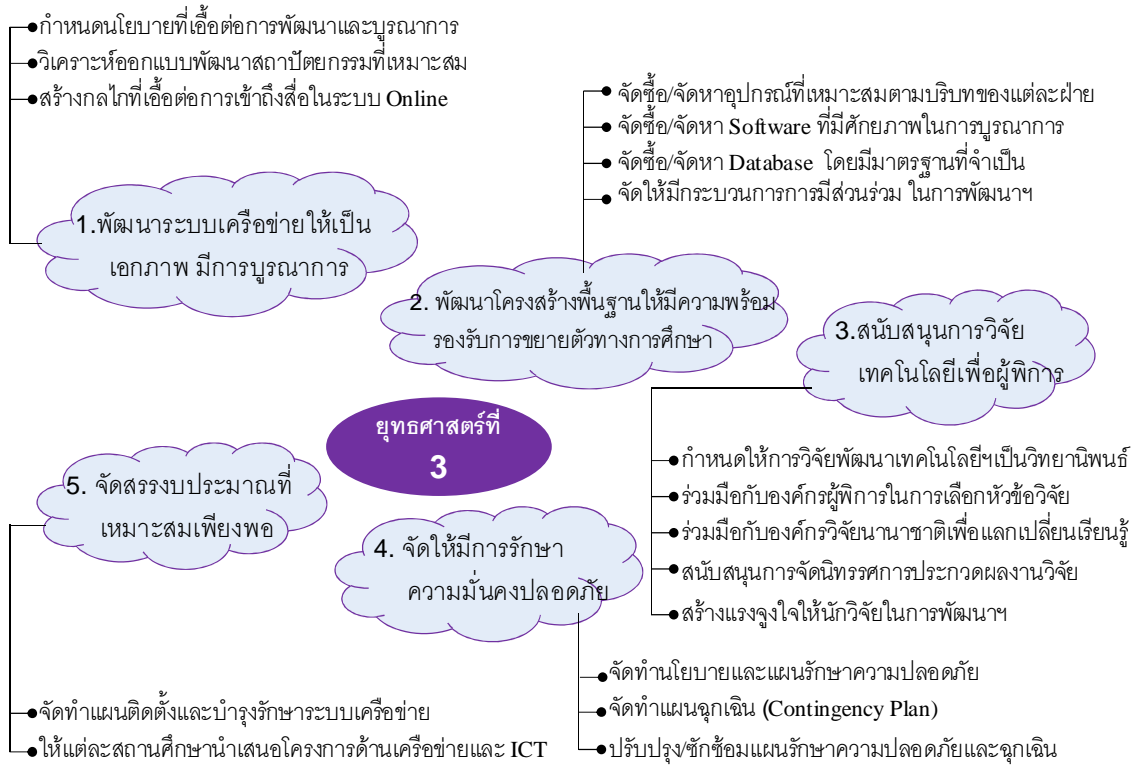 กำหนดนโยบายที่เอื้อต่อการพัฒนาและบูรณาการ
วิเคราะห์ออกแบบพัฒนาสถาปัตยกรรมที่เหมาะสม
สร้างกลไกที่เอื้อต่อการเข้าถึงสื่อในระบบ Online
1.พัฒนาระบบเครือข่ายให้เป็น
เอกภาพ มีการบูรณาการ
จัดซื้อ/จัดหาอุปกรณ์ที่เหมาะสมตามบริบทของแต่ละฝ่าย
จัดซื้อ/จัดหา Software ที่มีศักยภาพในการบูรณาการ
จัดซื้อ/จัดหา Database โดยมีมาตรฐานที่จำเป็น
จัดให้มีกระบวนการการมีส่วนร่วม ในการพัฒนาฯ
2. พัฒนาโครงสร้างพื้นฐานให้มีความพร้อม
รองรับการขยายตัวทางการศึกษา
3.สนับสนุนการวิจัย
เทคโนโลยีเพื่อผู้พิการ
กำหนดให้การวิจัยพัฒนาเทคโนโลยีฯเป็นวิทยานิพนธ์
ร่วมมือกับองค์กรผู้พิการในการเลือกหัวข้อวิจัย
ร่วมมือกับองค์กรวิจัยนานาชาติเพื่อแลกเปลี่ยนเรียนรู้
สนับสนุนการจัดนิทรรศการประกวดผลงานวิจัย
สร้างแรงจูงใจให้นักวิจัยในการพัฒนาฯ
ยุทธศาสตร์ที่
3
4. จัดให้มีการรักษา
ความมั่นคงปลอดภัย
จัดทำนโยบายและแผนรักษาความปลอดภัย
จัดทำแผนฉุกเฉิน (Contingency Plan)
ปรับปรุง/ซักซ้อมแผนรักษาความปลอดภัยและฉุกเฉิน
5. จัดสรรงบประมาณที่
เหมาะสมเพียงพอ
จัดทำแผนติดตั้งและบำรุงรักษาระบบเครือข่าย
ให้แต่ละสถานศึกษานำเสนอโครงการด้านเครือข่ายและ ICT